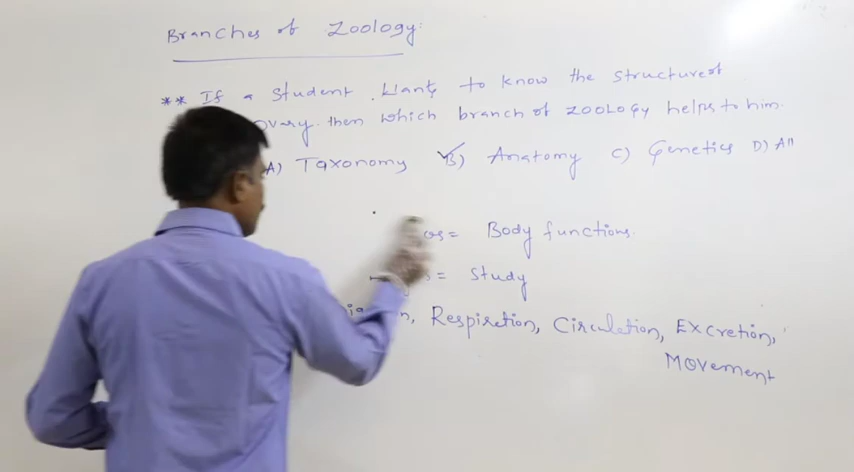 Branches of Zoology:
** If a student Wants to know the structure of
ovary then which branch of zoology helps to him.
A) Taxonomy B) Anatomy C) Genetics D) All
= Body functions.
= Study
Respiretion, Circulation, Excretion,
Movement